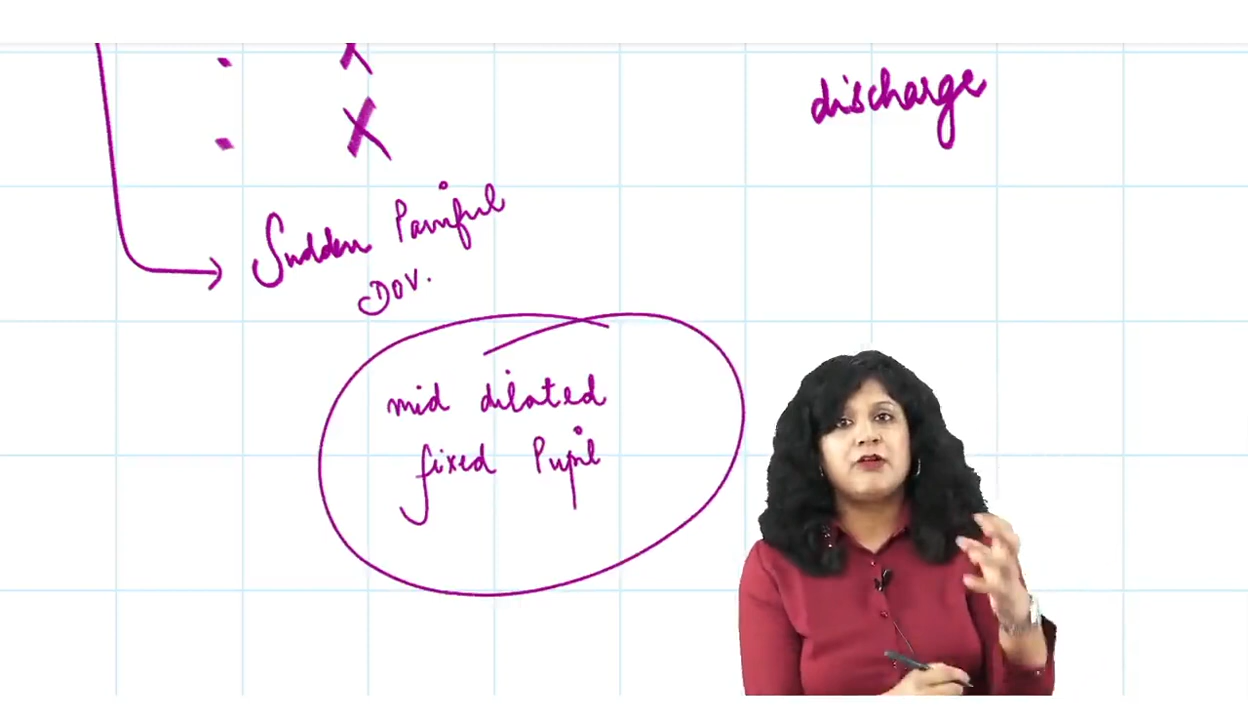 X
X
discharge
Sudden Painful
DOV.
mid dilated
fixed Pupil